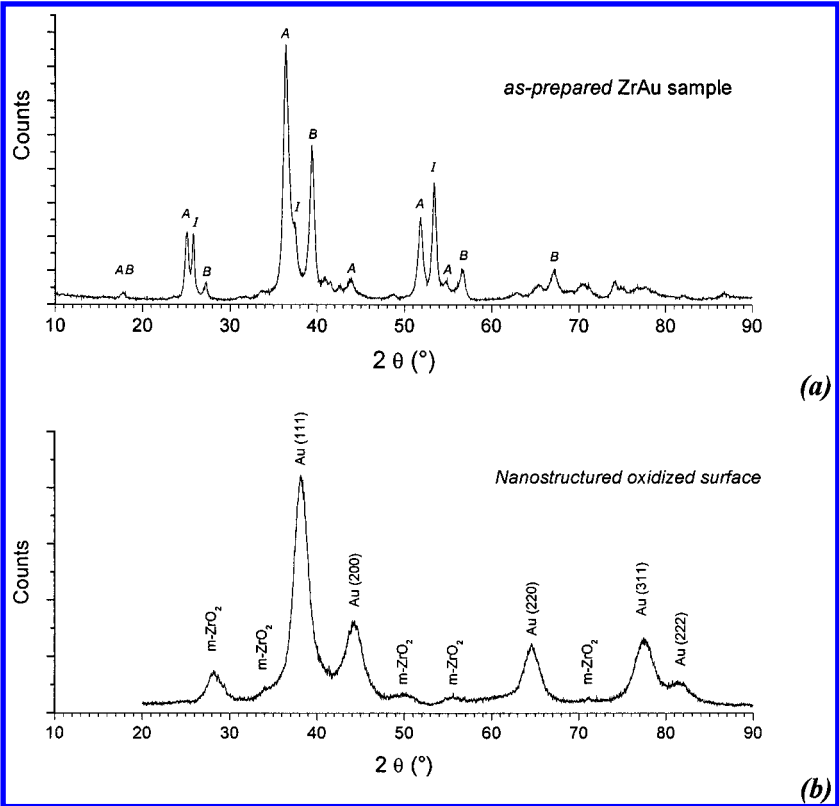 A
as-prepared ZrAu sample
Counts
B
A
I
A
I
I
AB
B
A
A
B
B
10 20 30 40 50 60 70 80 90
2 θ (°)
(a)
Au (111)
Nanostructured oxidized surface
Counts
m-ZrO₂
m-ZrO₂
Au (200)
m-ZrO₂
m-ZrO₂
Au (220)
m-ZrO₂
Au (311)
Au (222)
10 20 30 40 50 60 70 80 90
2 θ (°)
(b)